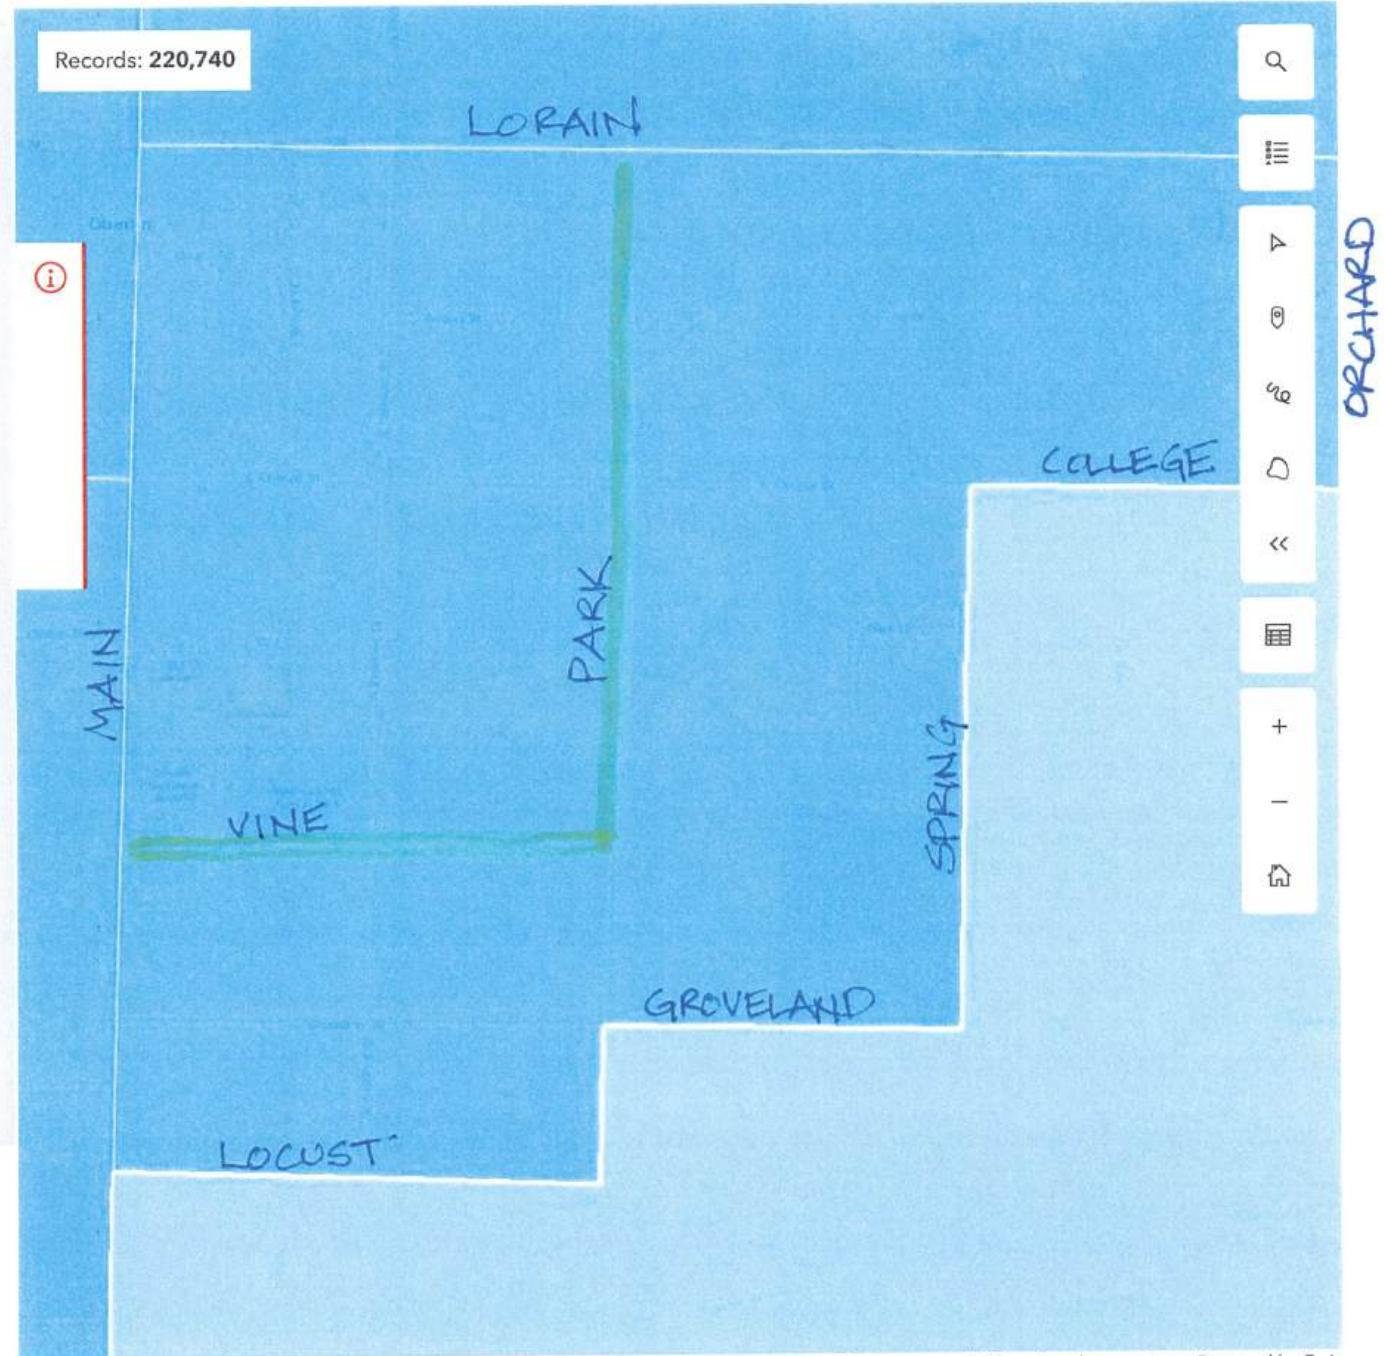 Records: 220,740
LORAIN
ORCHARD
COLLEGE
PARK
MAIN
SPRING
VINE
GROVELAND
LOCUST